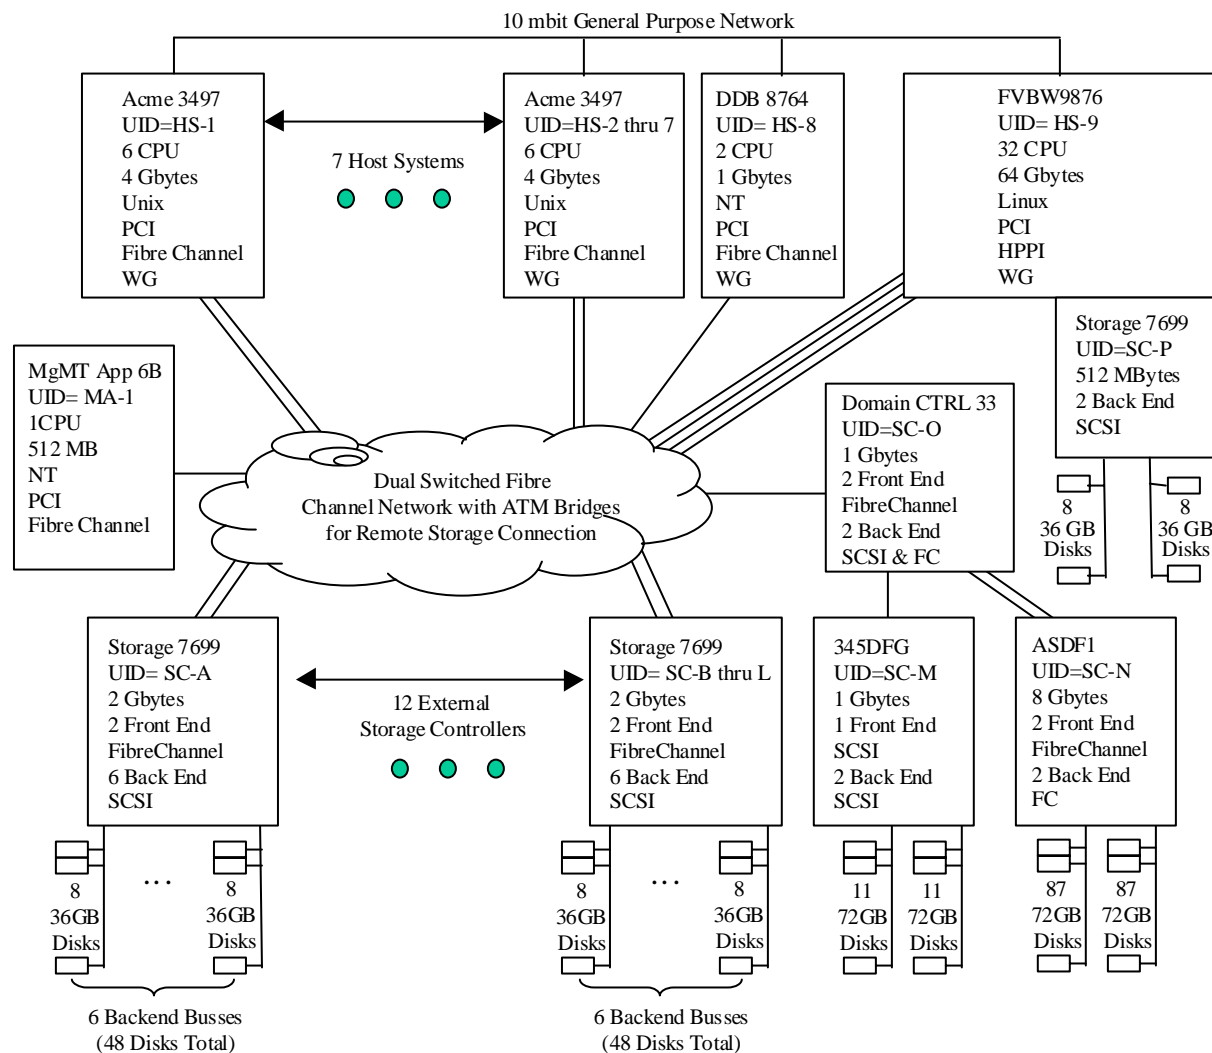 10 mbit General Purpose Network
Acme 3497
UID=HS-1
6 CPU
4 Gbytes
Unix
PCI
Fibre Channel
WG
7 Host Systems
Acme 3497
UID=HS-2 thru 7
6 CPU
4 Gbytes
Unix
PCI
Fibre Channel
WG
DDB 8764
UID= HS-8
2 CPU
1 Gbytes
NT
PCI
Fibre Channel
WG
FVBW9876
UID= HS-9
32 CPU
64 Gbytes
Linux
PCI
HPPI
WG
Storage 7699
UID=SC-P
512 MBytes
2 Back End
SCSI
8
36 GB
Disks
8
36 GB
Disks
MgMT App 6B
UID= MA-1
1CPU
512 MB
NT
PCI
Fibre Channel
Dual Switched Fibre
Channel Network with ATM Bridges
for Remote Storage Connection
Domain CTRL 33
UID=SC-O
1 Gbytes
2 Front End
FibreChannel
2 Back End
SCSI & FC
Storage 7699
UID= SC-A
2 Gbytes
2 Front End
FibreChannel
6 Back End
SCSI
12 External
Storage Controllers
Storage 7699
UID= SC-B thru L
2 Gbytes
2 Front End
FibreChannel
6 Back End
SCSI
345DFG
UID=SC-M
1 Gbytes
1 Front End
SCSI
2 Back End
SCSI
ASDF1
UID=SC-N
8 Gbytes
2 Front End
FibreChannel
2 Back End
FC
8
36GB
Disks
...
8
36GB
Disks
8
36GB
Disks
...
8
36GB
Disks
11
72GB
Disks
11
72GB
Disks
87
72GB
Disks
87
72GB
Disks
6 Backend Busses
(48 Disks Total)
6 Backend Busses
(48 Disks Total)